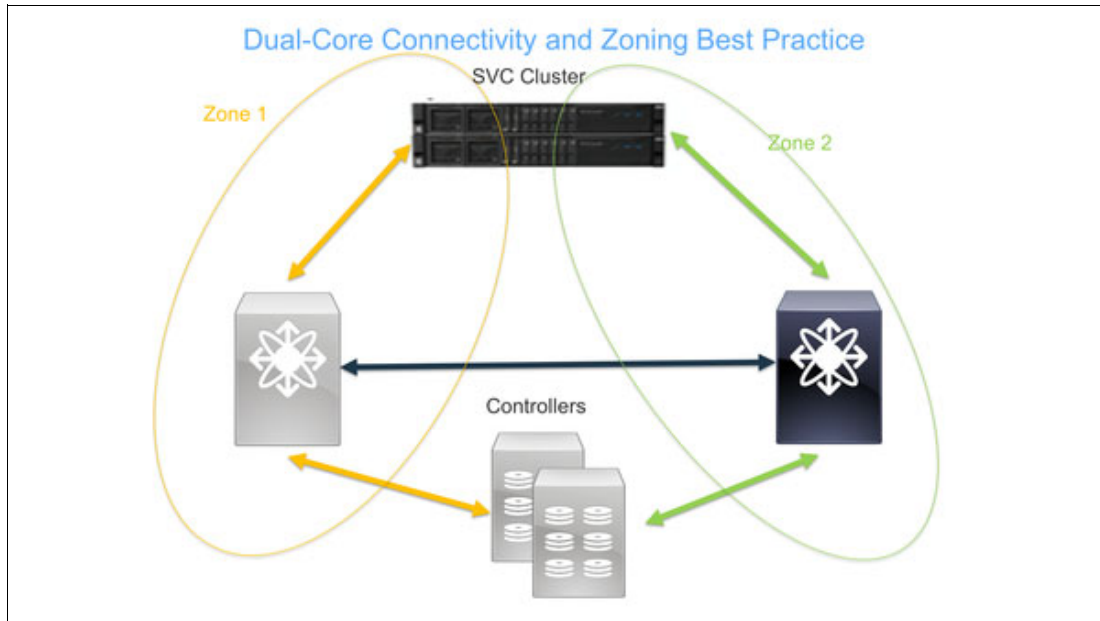 Dual-Core Connectivity and Zoning Best Practice
SVC Cluster
Zone 1
Zone 2
Controllers